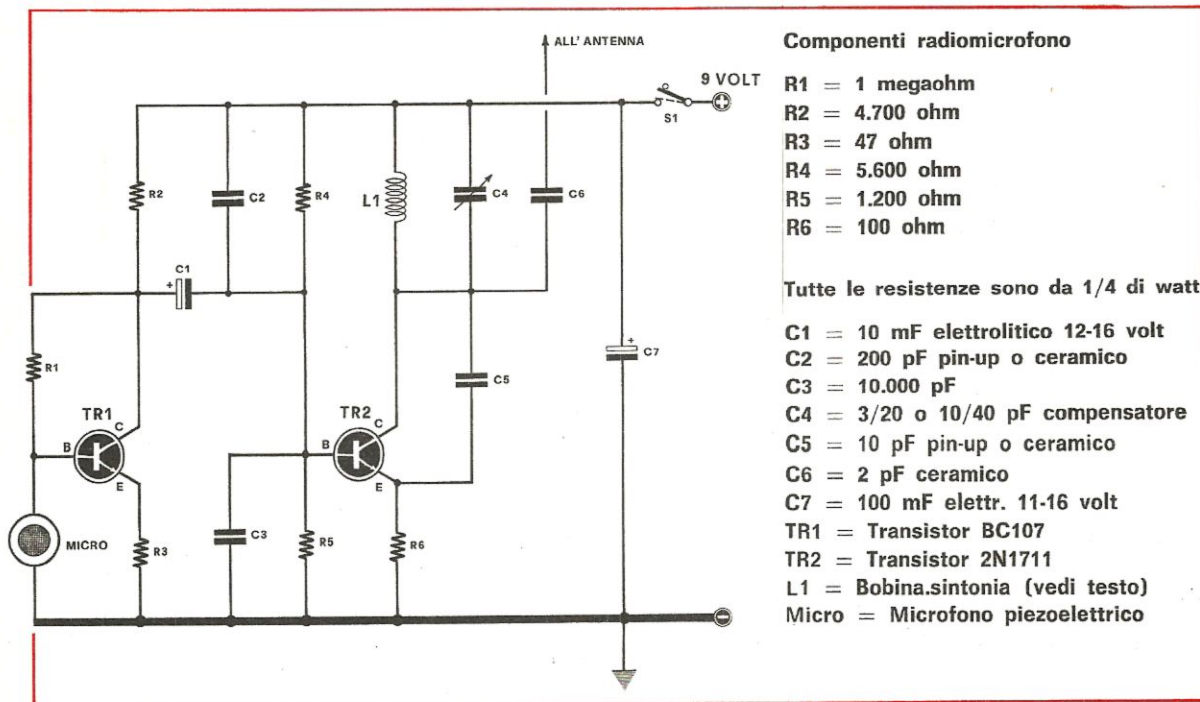 ALL' ANTENNA
9 VOLT
S1
R2
C2
R4
L1
C4
C6
C1
+
R1
C5
+
C7
TR1
C
B
E
TR2
C
B
E
MICRO
R3
C3
R5
R6
Componenti radiomicrofono
R1 = 1 megaohm
R2 = 4.700 ohm
R3 = 47 ohm
R4 = 5.600 ohm
R5 = 1.200 ohm
R6 = 100 ohm
Tutte le resistenze sono da 1/4 di watt
C1 = 10 mF elettrolitico 12-16 volt
C2 = 200 pF pin-up o ceramico
C3 = 10.000 pF
C4 = 3/20 o 10/40 pF compensatore
C5 = 10 pF pin-up o ceramico
C6 = 2 pF ceramico
C7 = 100 mF elettr. 11-16 volt
TR1 = Transistor BC107
TR2 = Transistor 2N1711
L1 = Bobina.sintonia (vedi testo)
Micro = Microfono piezoelettrico